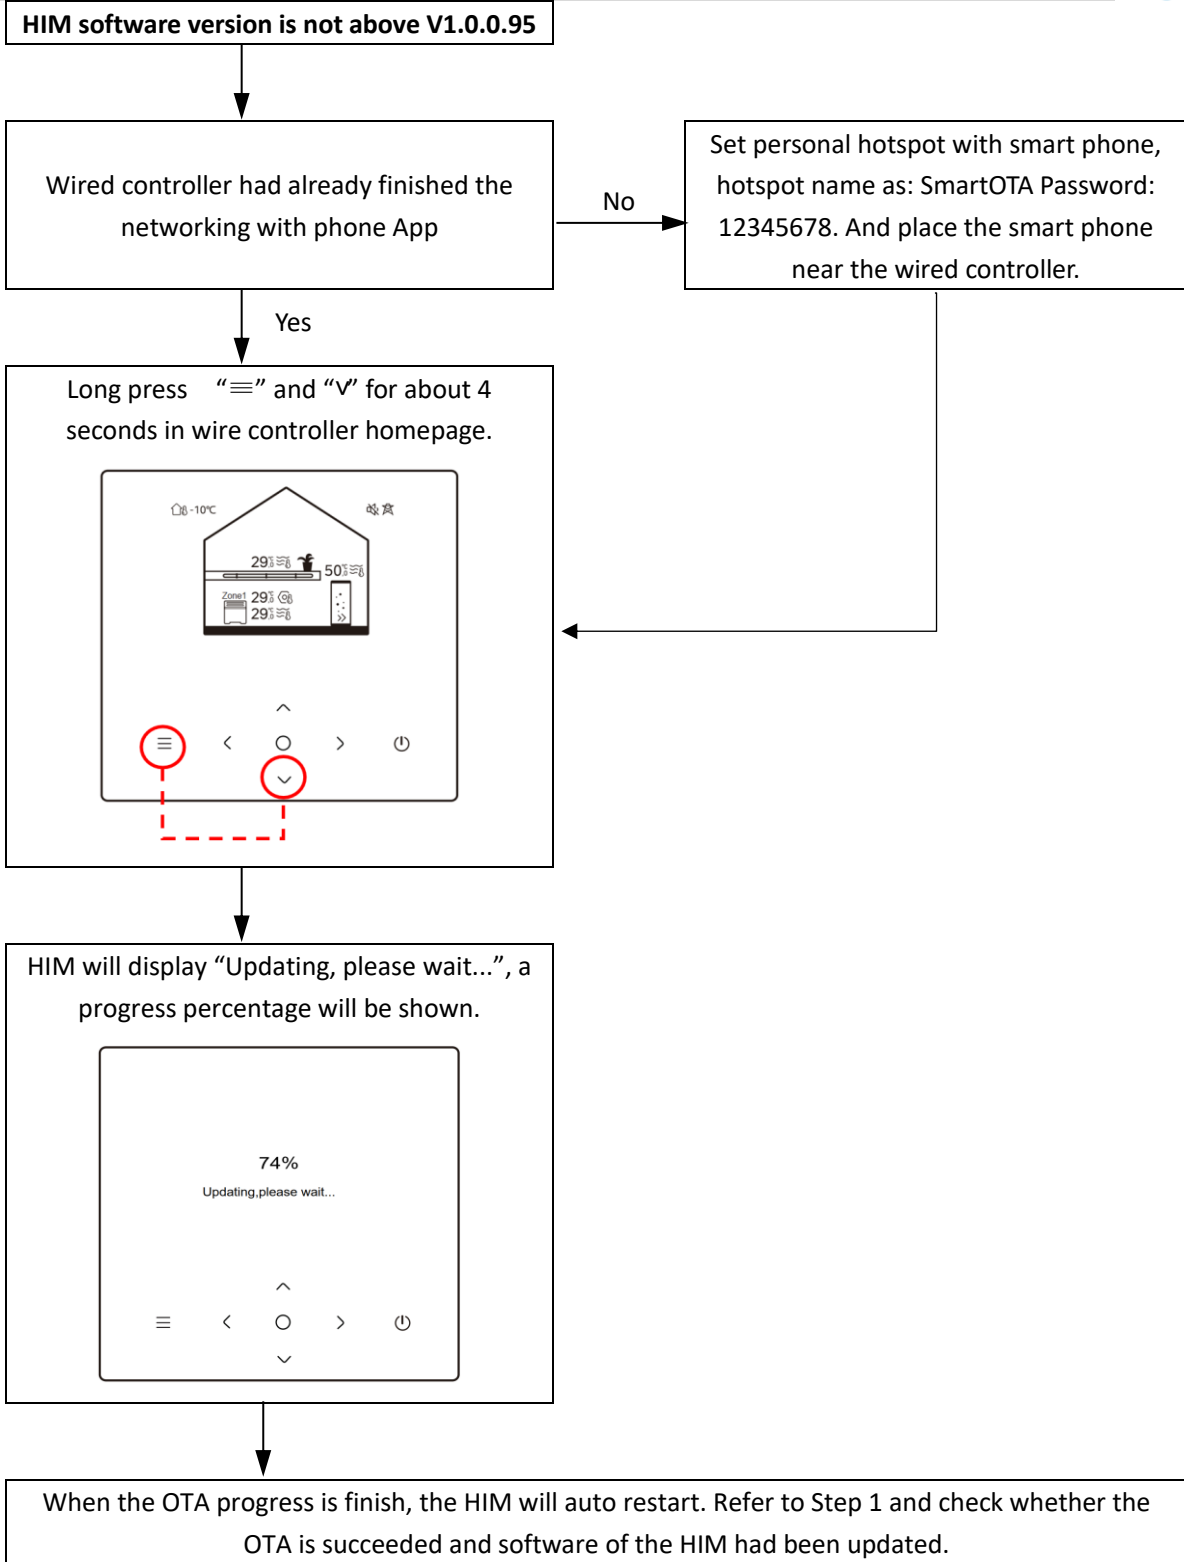 HIM software version is not above V1.0.0.95
Wired controller had already finished the
networking with phone App
No
Set personal hotspot with smart phone,
hotspot name as: SmartOTA Password:
12345678. And place the smart phone
near the wired controller.
Yes
Long press “≡” and “∨” for about 4
seconds in wire controller homepage.
-10℃
29
50
Zone1 29
29
HIM will display “Updating, please wait...”, a
progress percentage will be shown.
74%
Updating,please wait...
When the OTA progress is finish, the HIM will auto restart. Refer to Step 1 and check whether the
OTA is succeeded and software of the HIM had been updated.